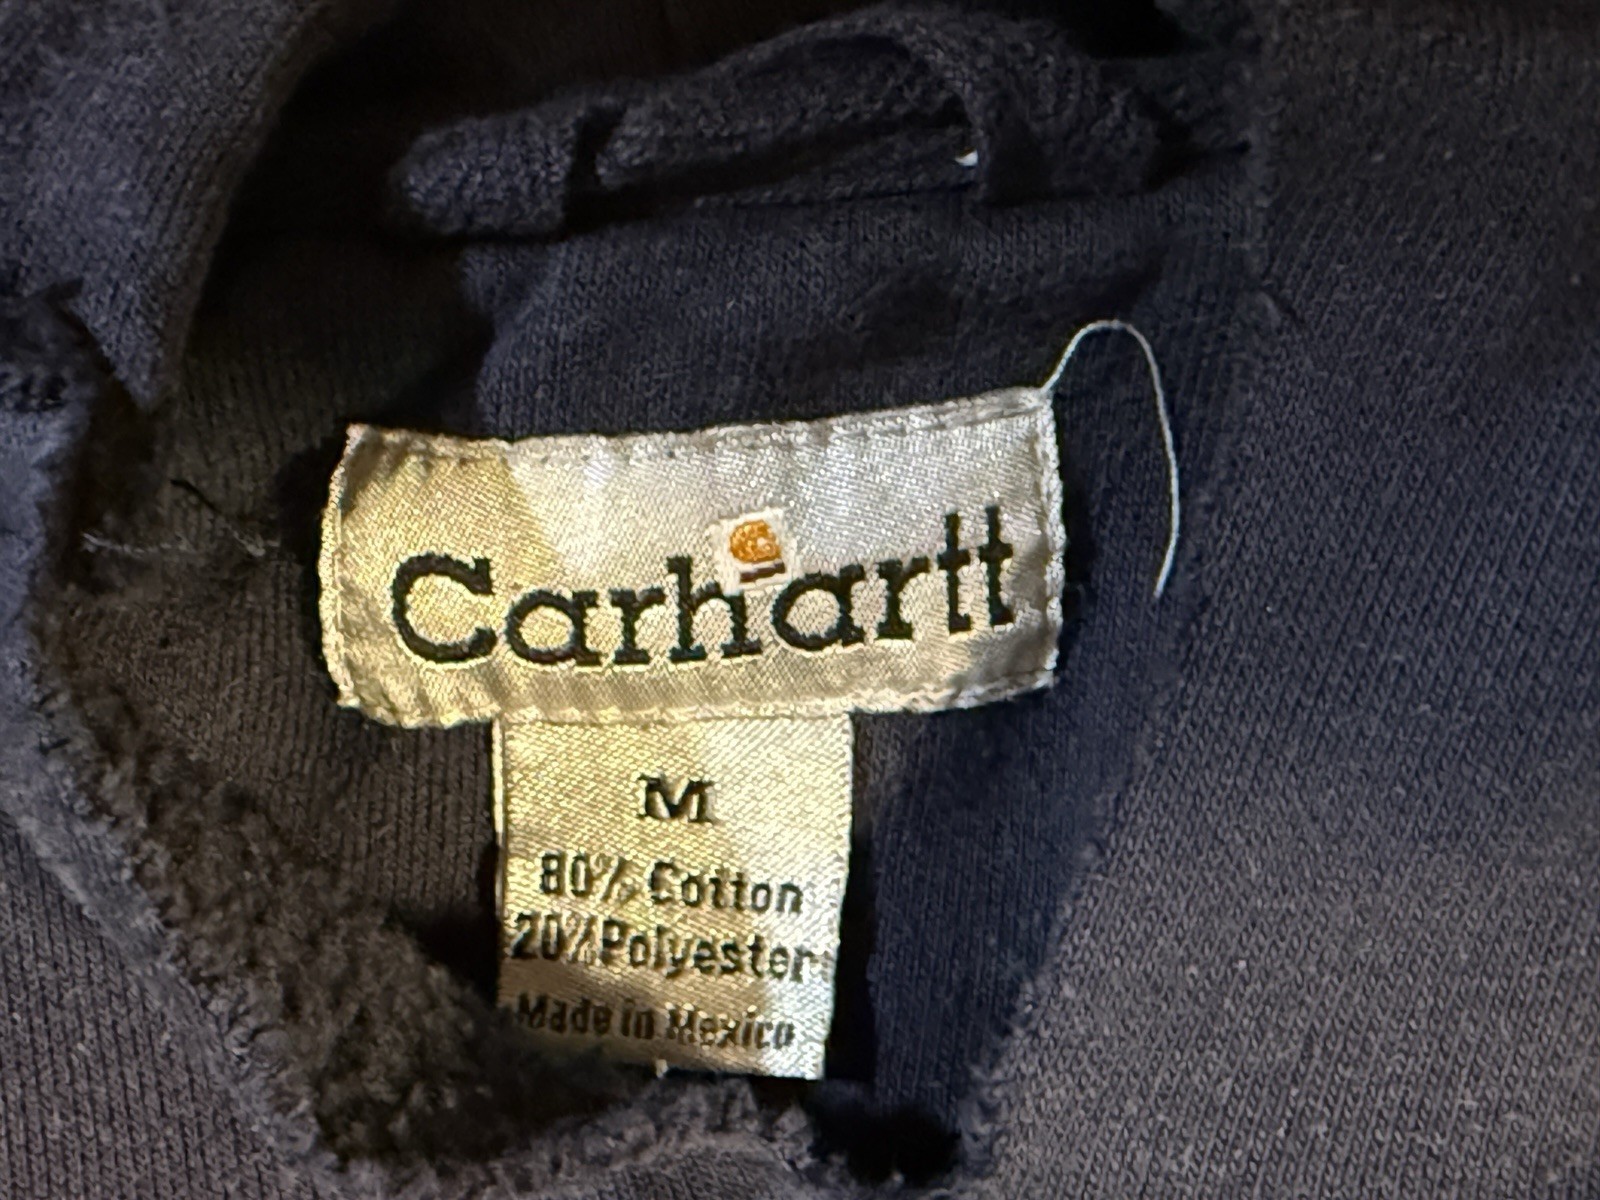 Carhartt
M
80% Cotton
20% Polyester
Made in Mexico